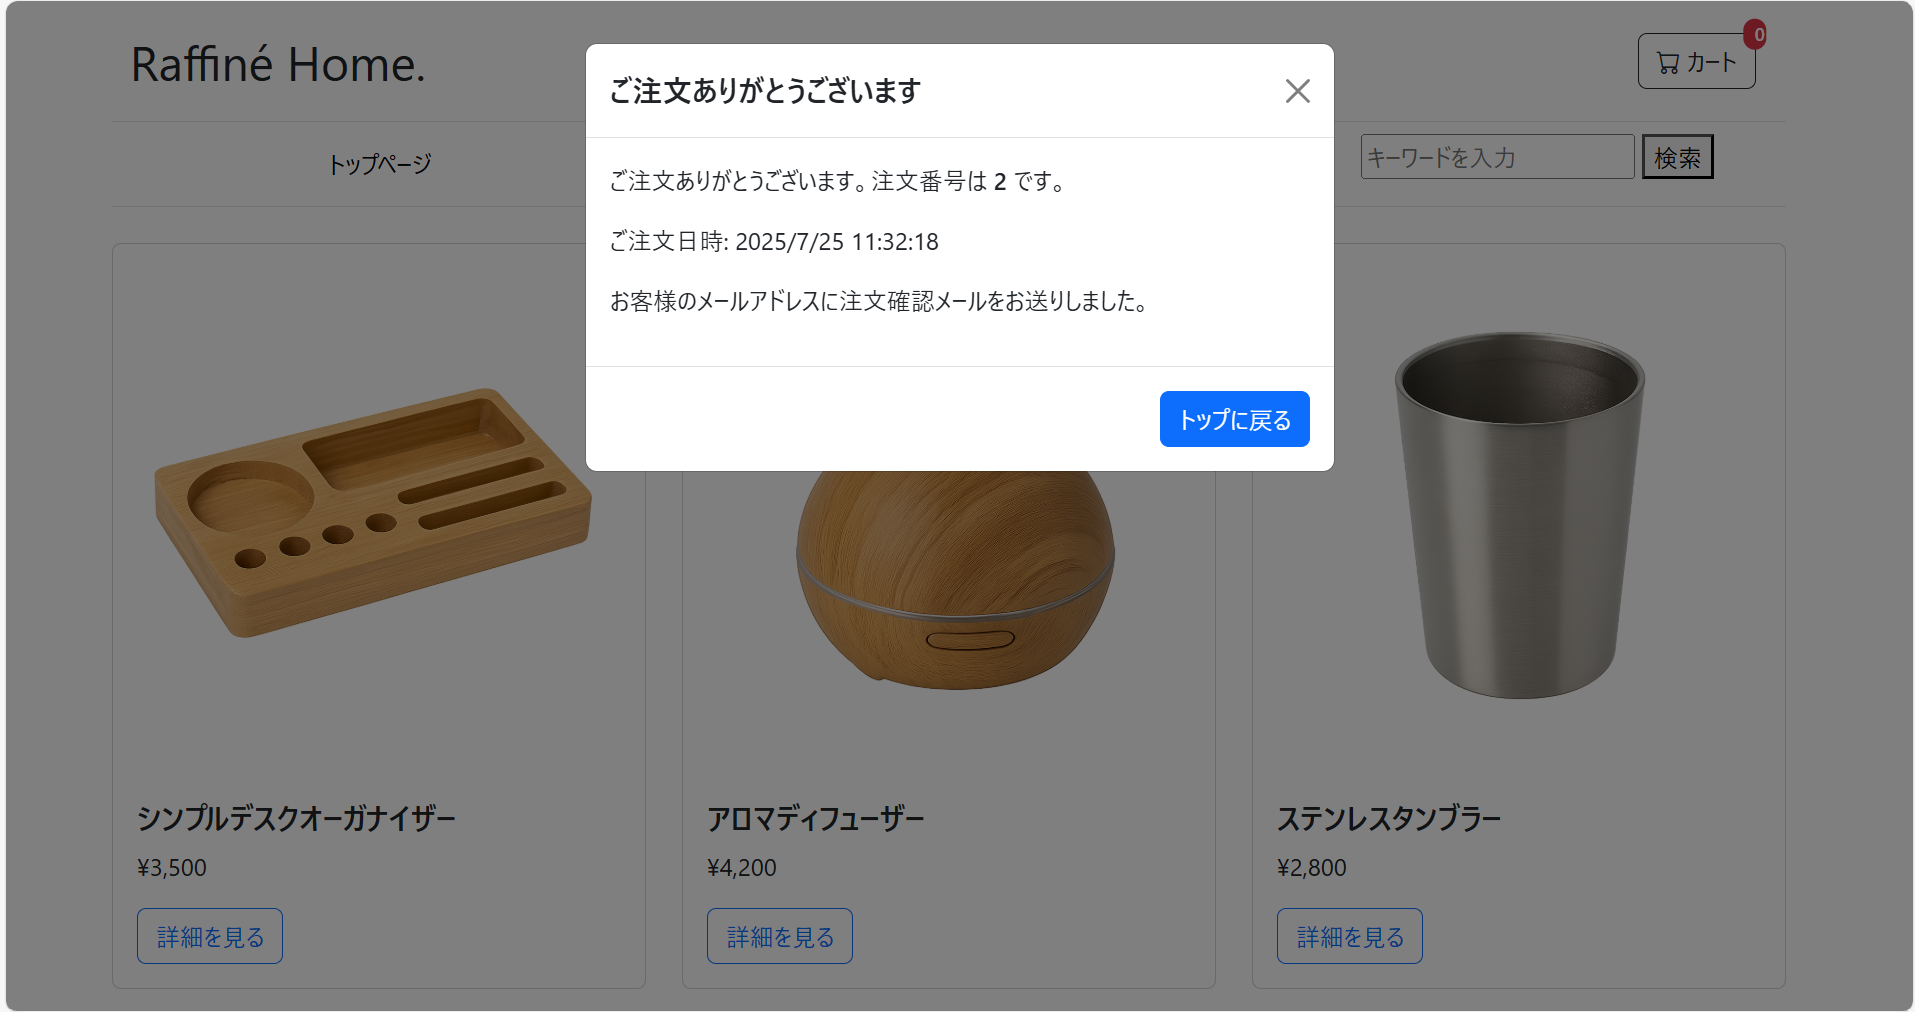 Raffiné Home.
カート
0
トップページ
キーワードを入力
検索
ご注文ありがとうございます
ご注文ありがとうございます。注文番号は 2 です。
ご注文日時: 2025/7/25 11:32:18
お客様のメールアドレスに注文確認メールをお送りしました。
トップに戻る
シンプルデスクオーガナイザー
¥3,500
詳細を見る
アロマディフューザー
¥4,200
詳細を見る
ステンレスタンブラー
¥2,800
詳細を見る